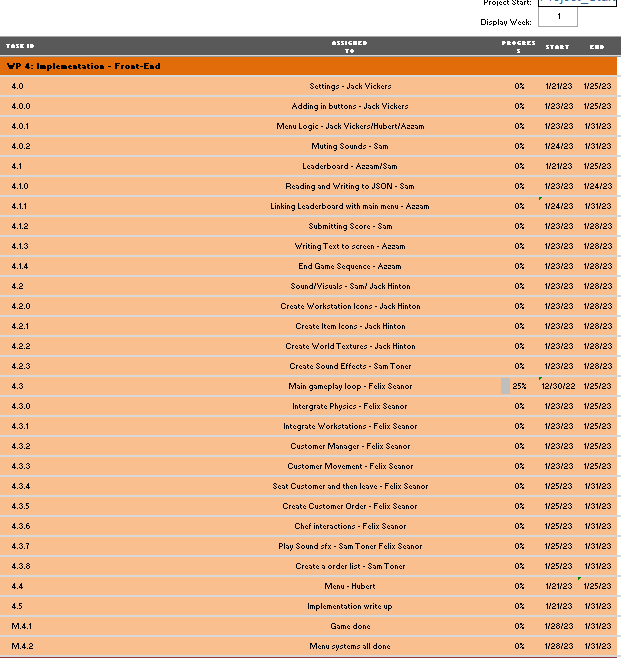 Project Start:
Display Week: 1
TASK ID ASSIGNED TO PROGRESS START END
WP 4: Implementation - Front-End
4.0 Settings - Jack Vickers 0% 1/21/23 1/25/23
4.0.0 Adding in buttons - Jack Vickers 0% 1/23/23 1/25/23
4.0.1 Menu Logic - Jack Vickers/Hubert/Azzam 0% 1/23/23 1/31/23
4.0.2 Muting Sounds - Sam 0% 1/24/23 1/31/23
4.1 Leaderboard - Azzam/Sam 0% 1/21/23 1/25/23
4.1.0 Reading and Writing to JSON - Sam 0% 1/23/23 1/24/23
4.1.1 Linking Leaderboard with main menu - Azzam 0% 1/24/23 1/31/23
4.1.2 Submitting Score - Sam 0% 1/23/23 1/28/23
4.1.3 Writing Text to screen - Azzam 0% 1/23/23 1/28/23
4.1.4 End Game Sequence - Azzam 0% 1/23/23 1/28/23
4.2 Sound/Visuals - Sam/ Jack Hinton 0% 1/23/23 1/28/23
4.2.0 Create Workstation Icons - Jack Hinton 0% 1/23/23 1/28/23
4.2.1 Create Item Icons - Jack Hinton 0% 1/23/23 1/28/23
4.2.2 Create World Textures - Jack Hinton 0% 1/23/23 1/28/23
4.2.3 Create Sound Effects - Sam Toner 0% 1/23/23 1/28/23
4.3 Main gameplay loop - Felix Seanor 25% 12/30/22 1/25/23
4.3.0 Intergrate Physics - Felix Seanor 0% 1/23/23 1/25/23
4.3.1 Integrate Workstations - Felix Seanor 0% 1/23/23 1/25/23
4.3.2 Customer Manager - Felix Seanor 0% 1/23/23 1/25/23
4.3.3 Customer Movement - Felix Seanor 0% 1/23/23 1/25/23
4.3.4 Seat Customer and then leave - Felix Seanor 0% 1/25/23 1/31/23
4.3.5 Create Customer Order - Felix Seanor 0% 1/25/23 1/31/23
4.3.6 Chef interactions - Felix Seanor 0% 1/25/23 1/31/23
4.3.7 Play Sound sfx - Sam Toner Felix Seanor 0% 1/25/23 1/31/23
4.3.8 Create a order list - Sam Toner 0% 1/25/23 1/31/23
4.4 Menu - Hubert 0% 1/21/23 1/25/23
4.5 Implementation write up 0% 1/21/23 1/31/23
M.4.1 Game done 0% 1/28/23 1/31/23
M.4.2 Menu systems all done 0% 1/28/23 1/31/23